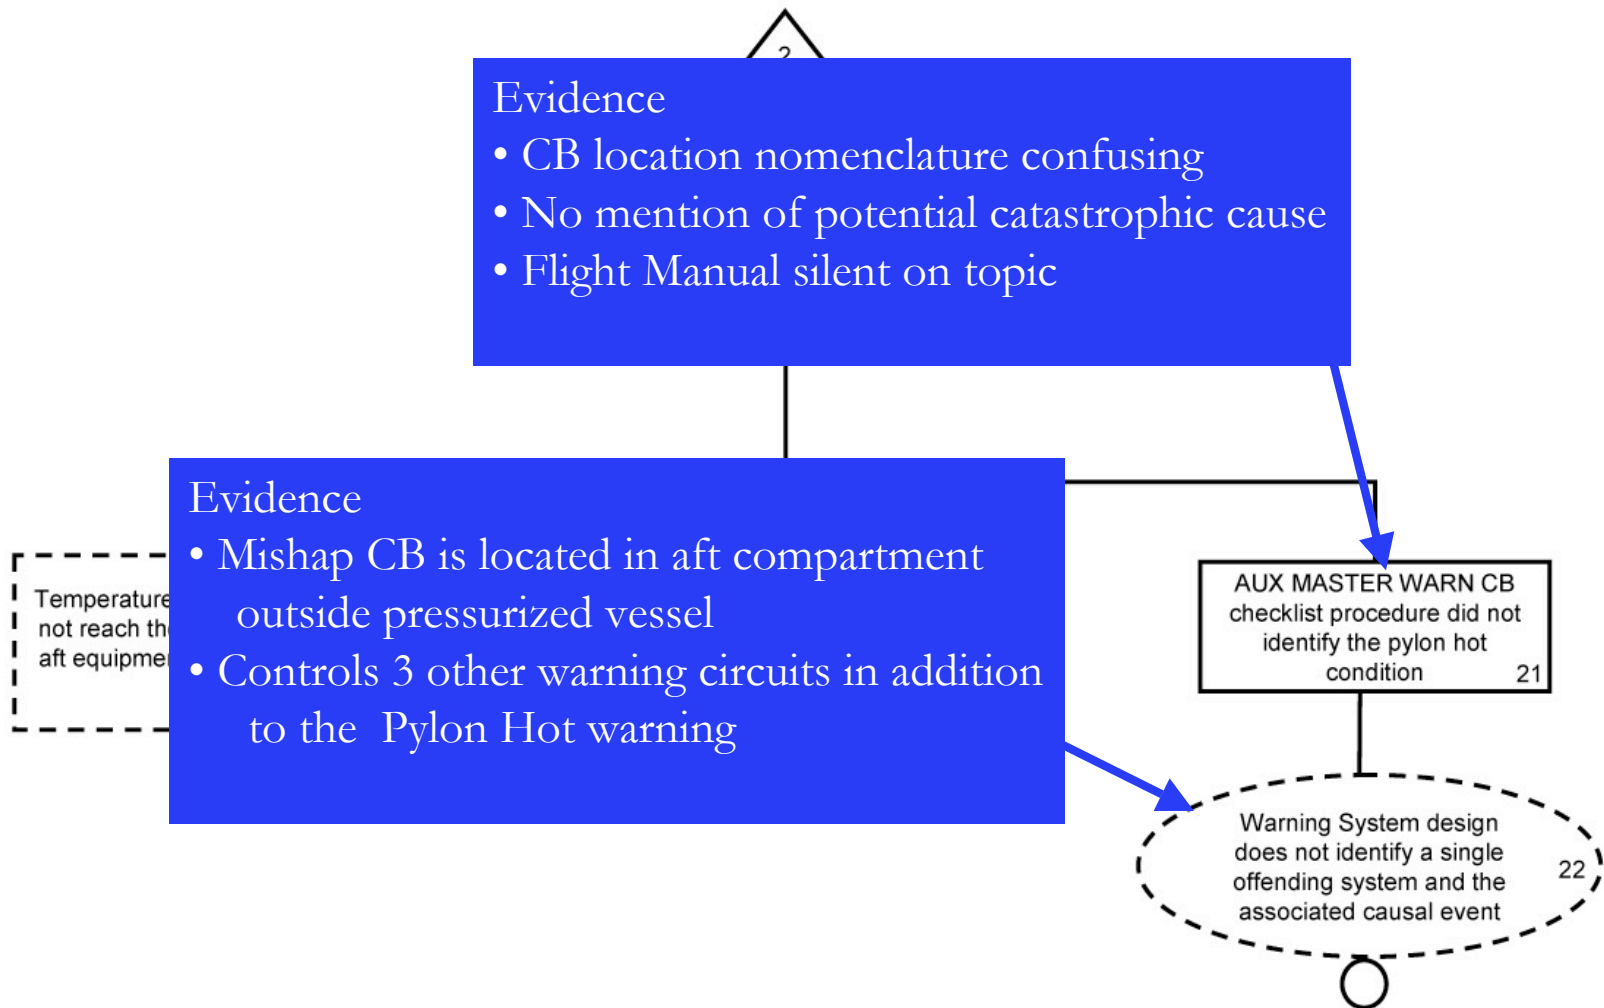 2
Evidence
• CB location nomenclature confusing
• No mention of potential catastrophic cause
• Flight Manual silent on topic
Evidence
• Mishap CB is located in aft compartment
outside pressurized vessel
• Controls 3 other warning circuits in addition
to the Pylon Hot warning
Temperature
not reach
aft
AUX MASTER WARN CB
checklist procedure did not
identify the pylon hot
condition 21
Warning System design
does not identify a single
offending system and the
associated causal event
22